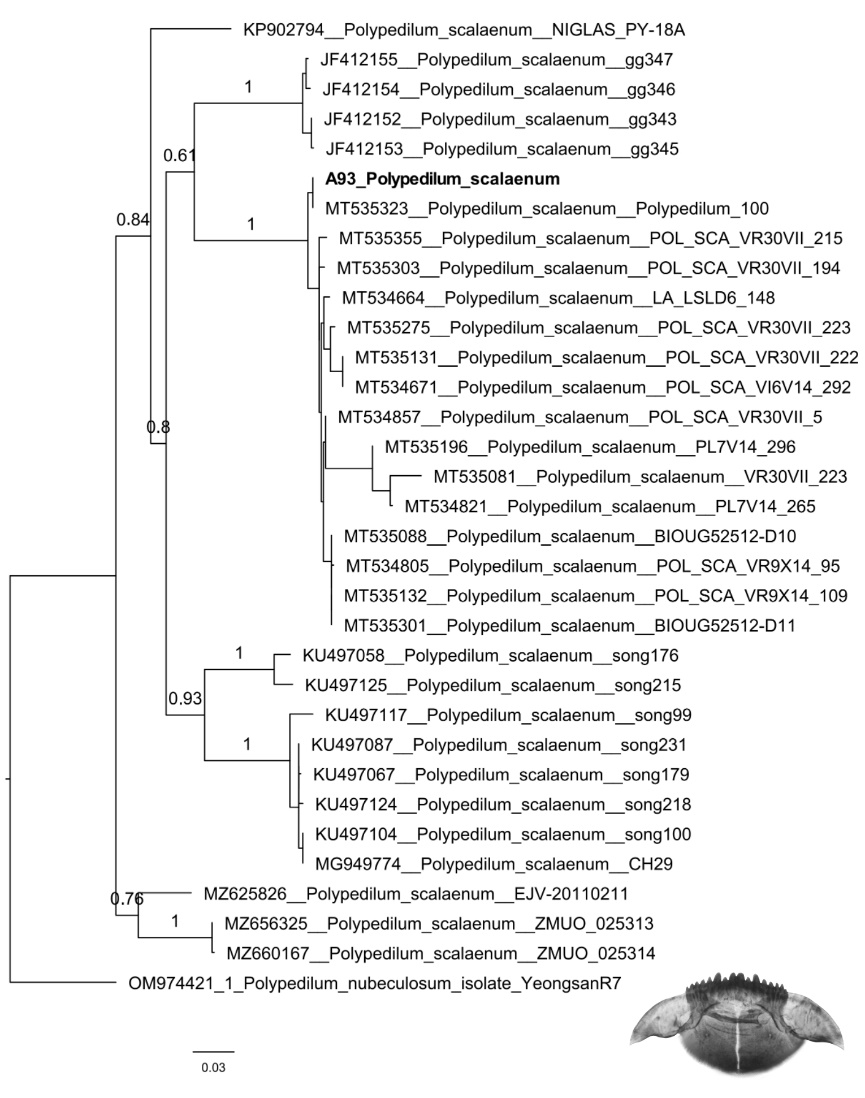 KP902794__Polypedilum_scalaenum__NIGLAS_PY-18A
JF412155__Polypedilum_scalaenum__gg347
1
JF412154__Polypedilum_scalaenum__gg346
JF412152__Polypedilum_scalaenum__gg343
JF412153__Polypedilum_scalaenum__gg345
0.61
A93_Polypedilum_scalaenum
MT535323__Polypedilum_scalaenum__Polypedilum_100
0.84
1
MT535355__Polypedilum_scalaenum__POL_SCA_VR30VII_215
MT535303__Polypedilum_scalaenum__POL_SCA_VR30VII_194
MT534664__Polypedilum_scalaenum__LA_LSLD6_148
MT535275__Polypedilum_scalaenum__POL_SCA_VR30VII_223
MT535131__Polypedilum_scalaenum__POL_SCA_VR30VII_222
MT534671__Polypedilum_scalaenum__POL_SCA_VI6V14_292
MT534857__Polypedilum_scalaenum__POL_SCA_VR30VII_5
0.8
MT535196__Polypedilum_scalaenum__PL7V14_296
MT535081__Polypedilum_scalaenum__VR30VII_223
MT534821__Polypedilum_scalaenum__PL7V14_265
MT535088__Polypedilum_scalaenum__BIOUG52512-D10
MT534805__Polypedilum_scalaenum__POL_SCA_VR9X14_95
MT535132__Polypedilum_scalaenum__POL_SCA_VR9X14_109
MT535301__Polypedilum_scalaenum__BIOUG52512-D11
1
KU497058__Polypedilum_scalaenum__song176
KU497125__Polypedilum_scalaenum__song215
0.93
KU497117__Polypedilum_scalaenum__song99
1
KU497087__Polypedilum_scalaenum__song231
KU497067__Polypedilum_scalaenum__song179
KU497124__Polypedilum_scalaenum__song218
KU497104__Polypedilum_scalaenum__song100
MG949774__Polypedilum_scalaenum__CH29
0.76
MZ625826__Polypedilum_scalaenum__EJV-20110211
1
MZ656325__Polypedilum_scalaenum__ZMUO_025313
MZ660167__Polypedilum_scalaenum__ZMUO_025314
OM974421_1_Polypedilum_nubeculosum_isolate_YeongsanR7
0.03